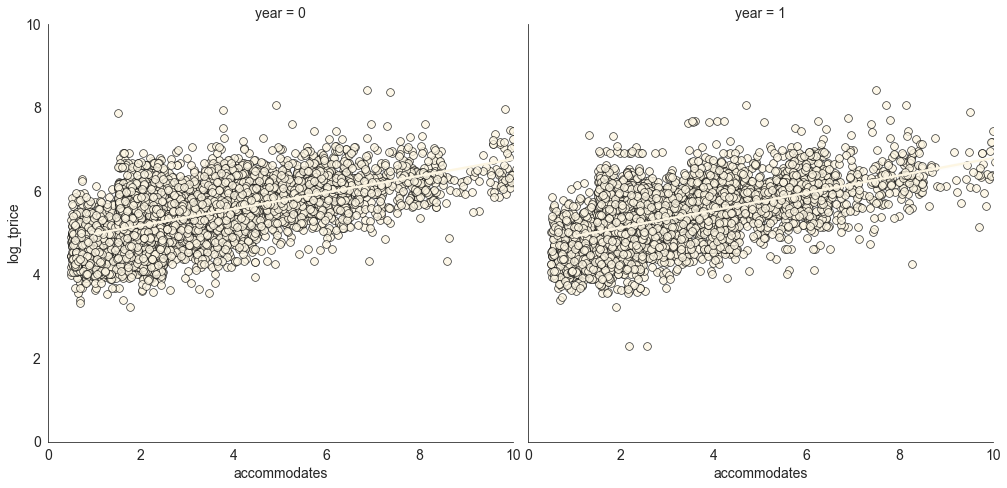 year = 0
year = 1
10
8
6
4
2
0
log_tprice
0 2 4 6 8 10
0 2 4 6 8 10
accommodates
accommodates